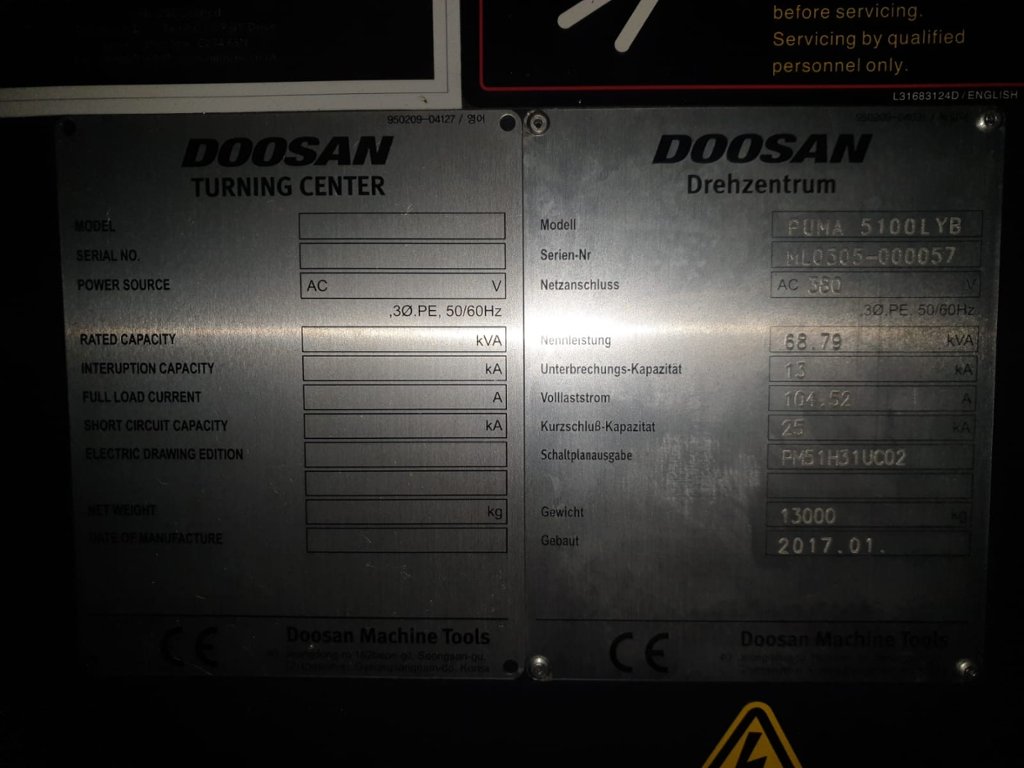 before servicing.
Servicing by qualified
personnel only.
L31683124D / ENGLISH
950209-04127 / 영어
DOOSAN
TURNING CENTER
MODEL
SERIAL NO.
POWER SOURCE AC V
,3Ø.PE, 50/60Hz
RATED CAPACITY kVA
INTERUPTION CAPACITY kA
FULL LOAD CURRENT A
SHORT CIRCUIT CAPACITY kA
ELECTRIC DRAWING EDITION
NET WEIGHT kg
DATE OF MANUFACTURE
CE Doosan Machine Tools
DOOSAN
Drehzentrum
Modell PUMA 5100LYB
Serien-Nr ML0305-000057
Netzanschluss AC 380 V
,3Ø.PE, 50/60Hz
Nennleistung 68.79 kVA
Unterbrechungs-Kapazität 13 kA
Vollaststrom 104.52 A
Kurzschluß-Kapazitat 25 kA
Schaltplanausgabe PM51H31UC02
Gewicht 13000 kg
Gebaut 2017.01.
CE Doosan Machine Tools